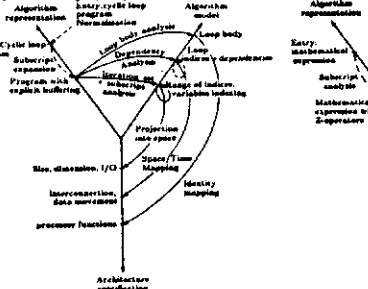 Algorithm
representation
Entry: cyclic loop
program
Normalization
Algorithm
model
Algorithm
representation
Cyclic loop
Subscript
expansion
Program with
explicit buffering
Loop body analysis
Loop body
Dependency
Analysis
Loop
indices dependencies
Iteration set
subscript
analysis
Range of indices,
variables indexing
Entry:
mathematical
expression
Subscript
analysis
Mathematical
expression
Z-operators
Projection
into space
Size, dimension, I/O
Space/Time
Mapping
Interconnection,
data movement
Identity
mapping
processor functions
Architecture